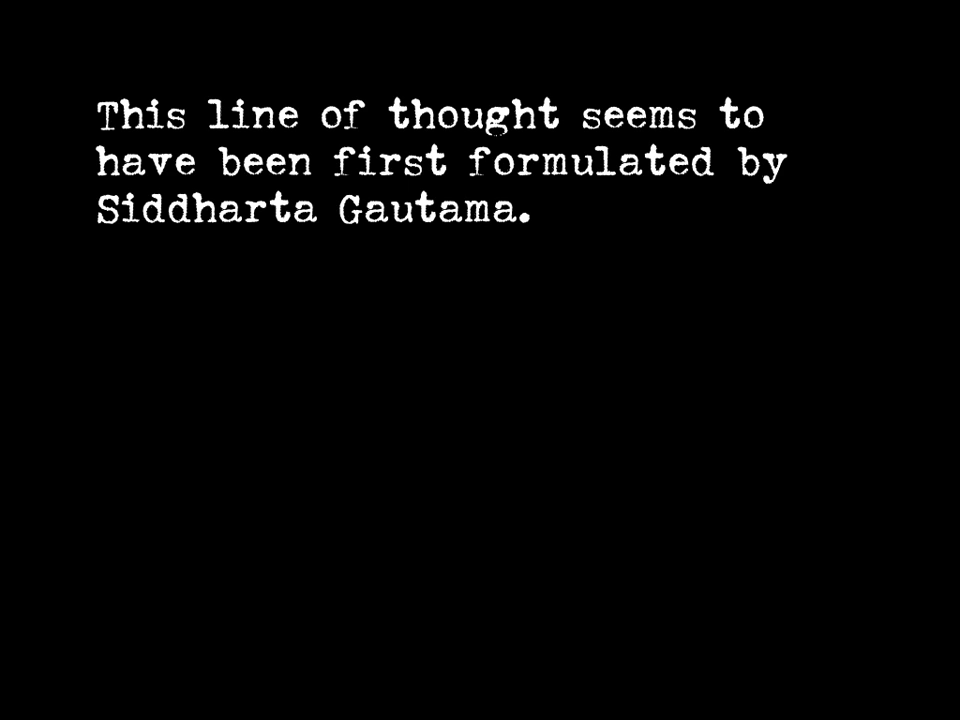 This line of thought seems to
have been first formulated by
Siddharta Gautama.